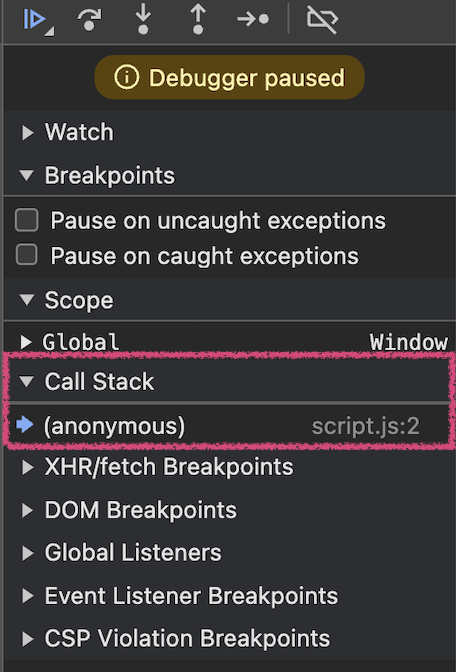 Debugger paused
Watch
Breakpoints
Pause on uncaught exceptions
Pause on caught exceptions
Scope
Global Window
Call Stack
(anonymous) script.js:2
XHR/fetch Breakpoints
DOM Breakpoints
Global Listeners
Event Listener Breakpoints
CSP Violation Breakpoints